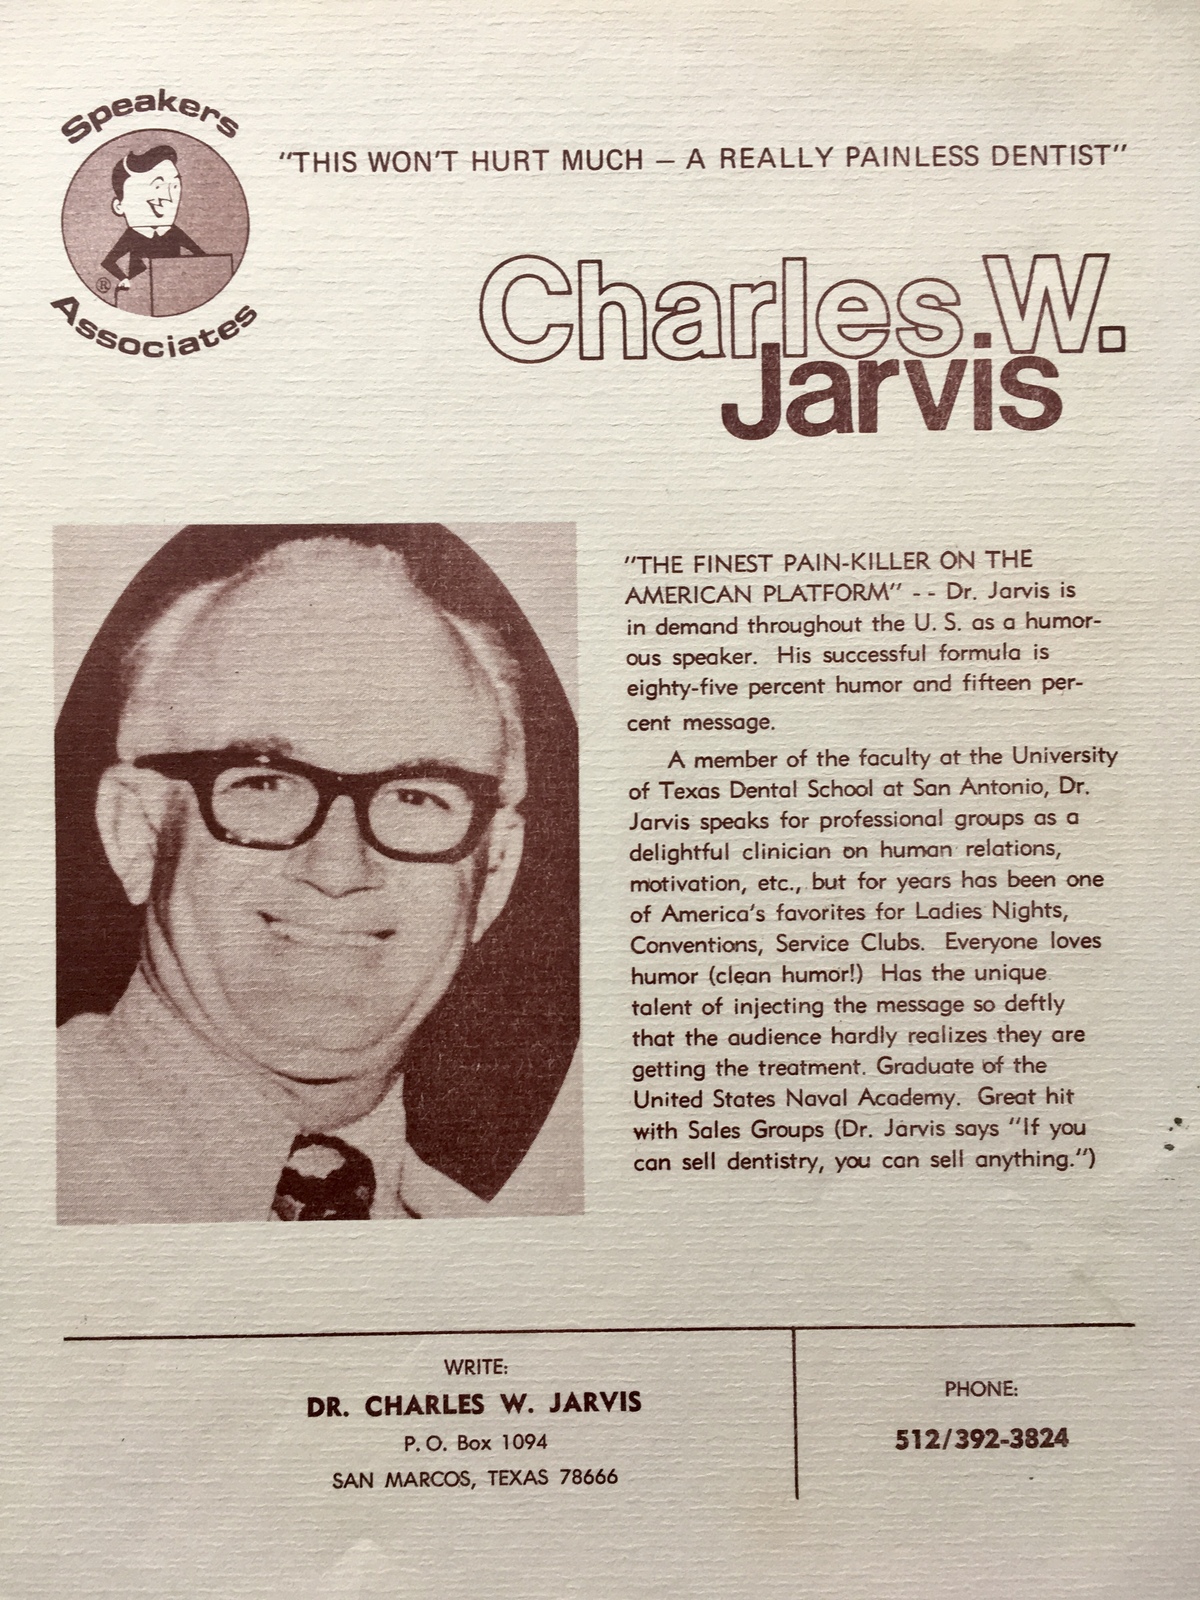 Speakers
Associates
®
"THIS WON'T HURT MUCH – A REALLY PAINLESS DENTIST"
Charles W.
Jarvis
"THE FINEST PAIN-KILLER ON THE
AMERICAN PLATFORM" - - Dr. Jarvis is
in demand throughout the U. S. as a humor-
ous speaker. His successful formula is
eighty-five percent humor and fifteen per-
cent message.
A member of the faculty at the University
of Texas Dental School at San Antonio, Dr.
Jarvis speaks for professional groups as a
delightful clinician on human relations,
motivation, etc., but for years has been one
of America's favorites for Ladies Nights,
Conventions, Service Clubs. Everyone loves
humor (clean humor!) Has the unique
talent of injecting the message so deftly
that the audience hardly realizes they are
getting the treatment. Graduate of the
United States Naval Academy. Great hit
with Sales Groups (Dr. Jarvis says "If you
can sell dentistry, you can sell anything.")
WRITE:
DR. CHARLES W. JARVIS
P. O. Box 1094
SAN MARCOS, TEXAS 78666
PHONE:
512/392-3824